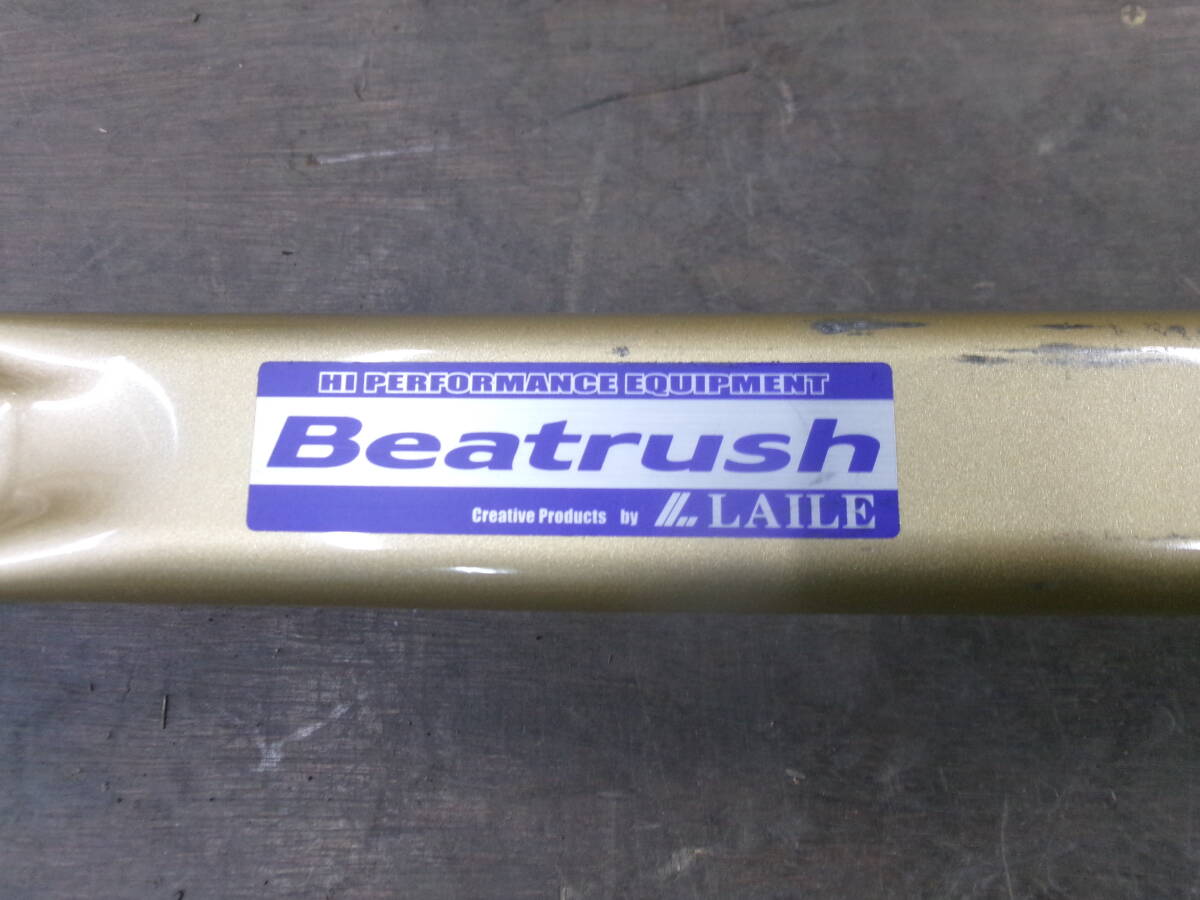 HI PERFORMANCE EQUIPMENT
Beatrush
Creative Products by LAILE